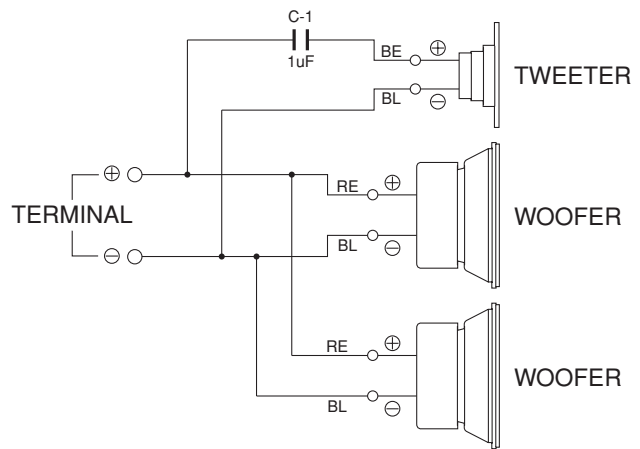 C-1
1uF
BE
⊕
TWEETER
BL
⊖
⊕
RE
⊕
TERMINAL
WOOFER
⊖
BL
⊖
RE
⊕
WOOFER
BL
⊖